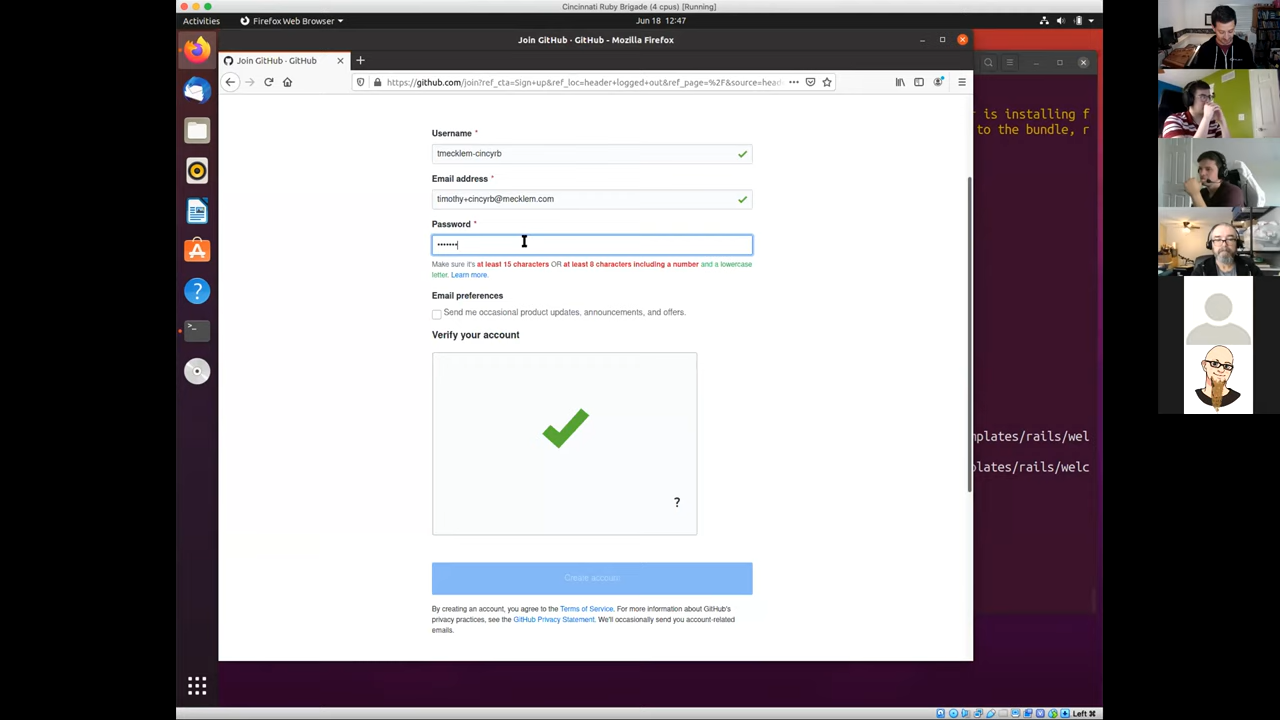 Cincinnati Ruby Brigade (4 cpus) [Running]
Activities
Firefox Web Browser
Jun 18 12:47
Join GitHub · GitHub - Mozilla Firefox
Join GitHub · GitHub
https://github.com/join?ref_cta=Sign+up&ref_loc=header+logged+out&ref_page=%2F&source=head
r is installing f
to the bundle, r
Username *
tmecklem-cincyrb
Email address *
timothy+cincyrb@mecklem.com
Password *
•••••••
Make sure it's at least 15 characters OR at least 8 characters including a number and a lowercase
letter. Learn more.
Email preferences
Send me occasional product updates, announcements, and offers.
Verify your account
?
mplates/rails/wel
plates/rails/welc
Create account
By creating an account, you agree to the Terms of Service. For more information about GitHub's
privacy practices, see the GitHub Privacy Statement. We'll occasionally send you account-related
emails.
Left ⌘